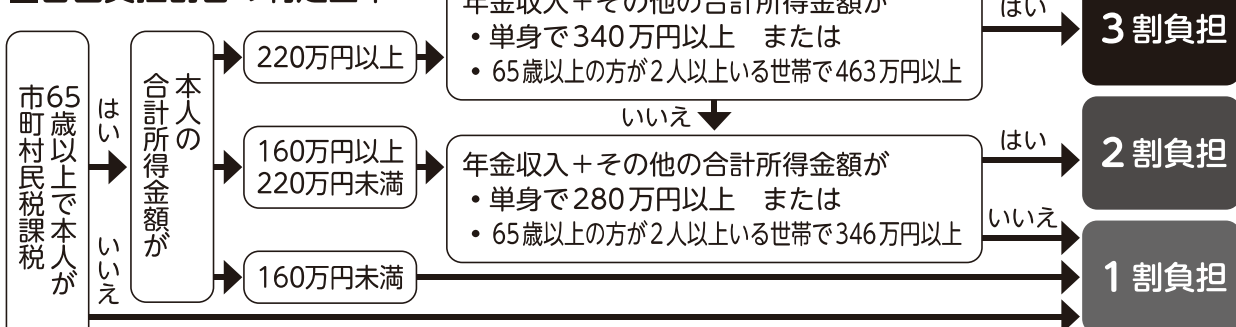 65歳以上で本人が
市町村民税課税
はい
いいえ
本人の
合計所得金額が
220万円以上
160万円以上
220万円未満
160万円未満
年金収入＋その他の合計所得金額が
・単身で340万円以上　または
・65歳以上の方が2人以上いる世帯で463万円以上
はい
いいえ
年金収入＋その他の合計所得金額が
・単身で280万円以上　または
・65歳以上の方が2人以上いる世帯で346万円以上
はい
いいえ
3割負担
2割負担
1割負担